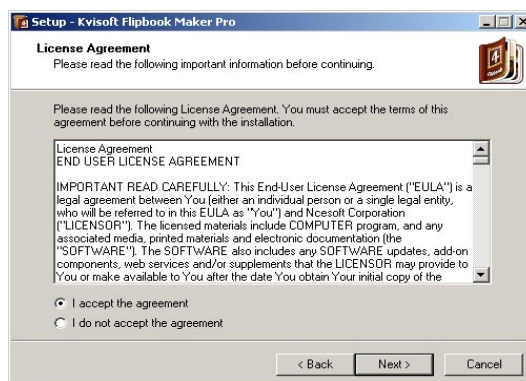 Setup - Kvisoft Flipbook Maker Pro
License Agreement
Please read the following important information before continuing.
4
Please read the following License Agreement. You must accept the terms of this
agreement before continuing with the installation.
License Agreement
END USER LICENSE AGREEMENT
IMPORTANT READ CAREFULLY: This End-User License Agreement ("EULA") is a
legal agreement between You (either an individual person or a single legal entity,
who will be referred to in this EULA as "You") and Ncesoft Corporation
("LICENSOR"). The licensed materials include COMPUTER program, and any
associated media, printed materials and electronic documentation (the
"SOFTWARE"). The SOFTWARE also includes any SOFTWARE updates, add-on
components, web services and/or supplements that the LICENSOR may provide to
You or make available to You after the date You obtain Your initial copy of the
I accept the agreement
I do not accept the agreement
< Back
Next >
Cancel